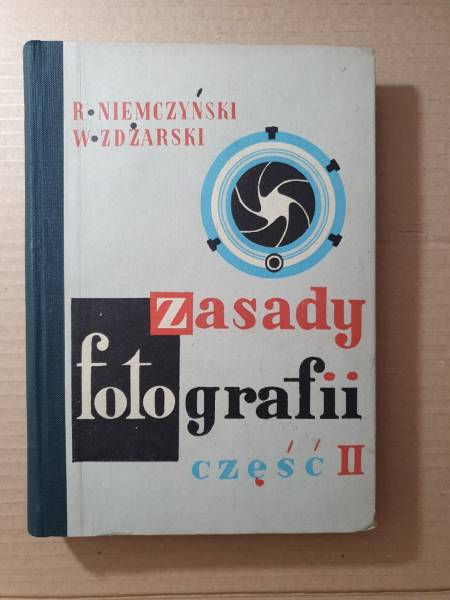 R. NIEMCZYŃSKI
W. ZDŻARSKI
zasady
fotografii
część II